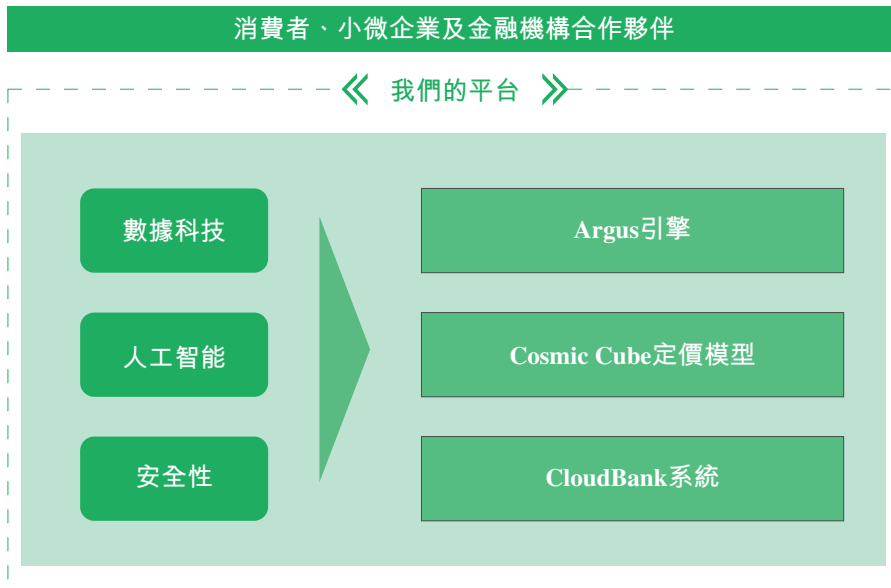 消費者、小微企業及金融機構合作夥伴
我們的平台
數據科技
Argus引擎
人工智能
Cosmic Cube定價模型
安全性
CloudBank系統